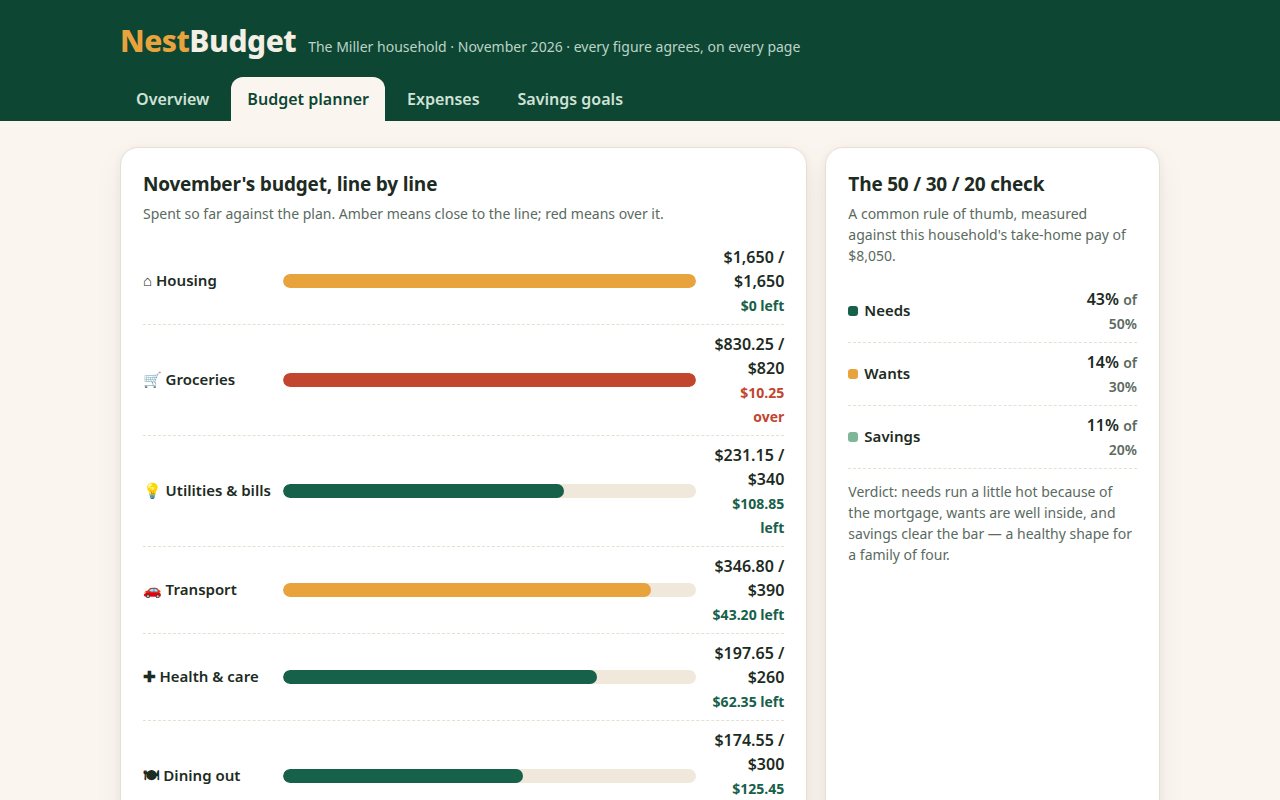 NestBudget The Miller household · November 2026 · every figure agrees, on every page
Overview Budget planner Expenses Savings goals
November's budget, line by line
Spent so far against the plan. Amber means close to the line; red means over it.
Housing
$1,650 /
$1,650
$0 left
Groceries
$830.25 /
$820
$10.25
over
Utilities & bills
$231.15 /
$340
$108.85
left
Transport
$346.80 /
$390
$43.20 left
Health & care
$197.65 /
$260
$62.35 left
Dining out
$174.55 /
$300
$125.45
The 50 / 30 / 20 check
A common rule of thumb, measured
against this household's take-home pay of
$8,050.
Needs
43% of
50%
Wants
14% of
30%
Savings
11% of
20%
Verdict: needs run a little hot because of
the mortgage, wants are well inside, and
savings clear the bar — a healthy shape for
a family of four.